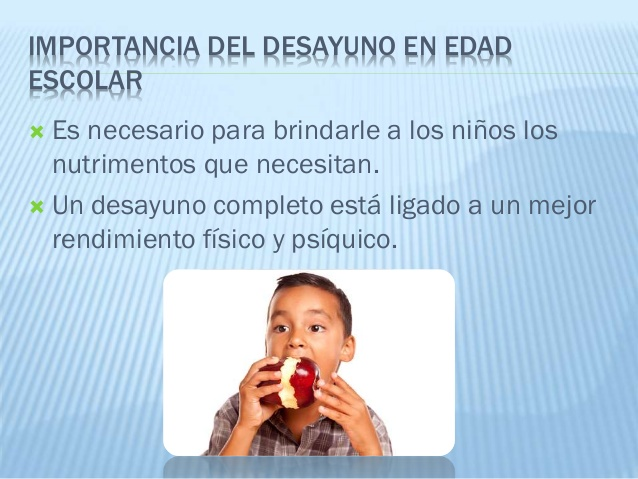 IMPORTANCIA DEL DESAYUNO EN EDAD
ESCOLAR
Es necesario para brindarle a los niños los
nutrimentos que necesitan.
Un desayuno completo está ligado a un mejor
rendimiento físico y psíquico.